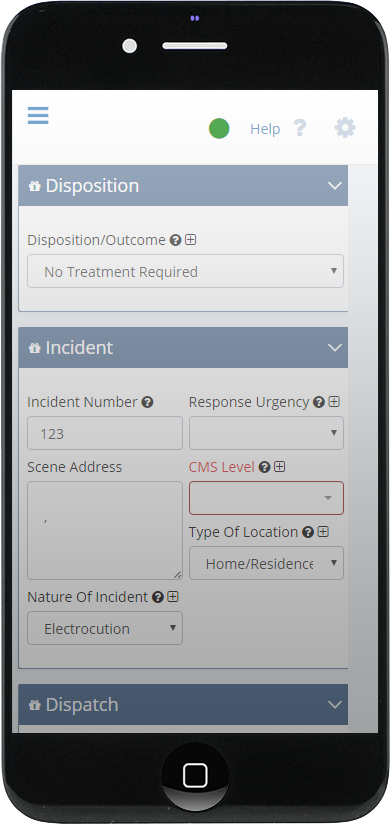 Help ?
Disposition
Disposition/Outcome ?
No Treatment Required
Incident
Incident Number ? Response Urgency ?
123
Scene Address CMS Level ?
,
Type Of Location ?
Home/Residence
Nature Of Incident ?
Electrocution
Dispatch